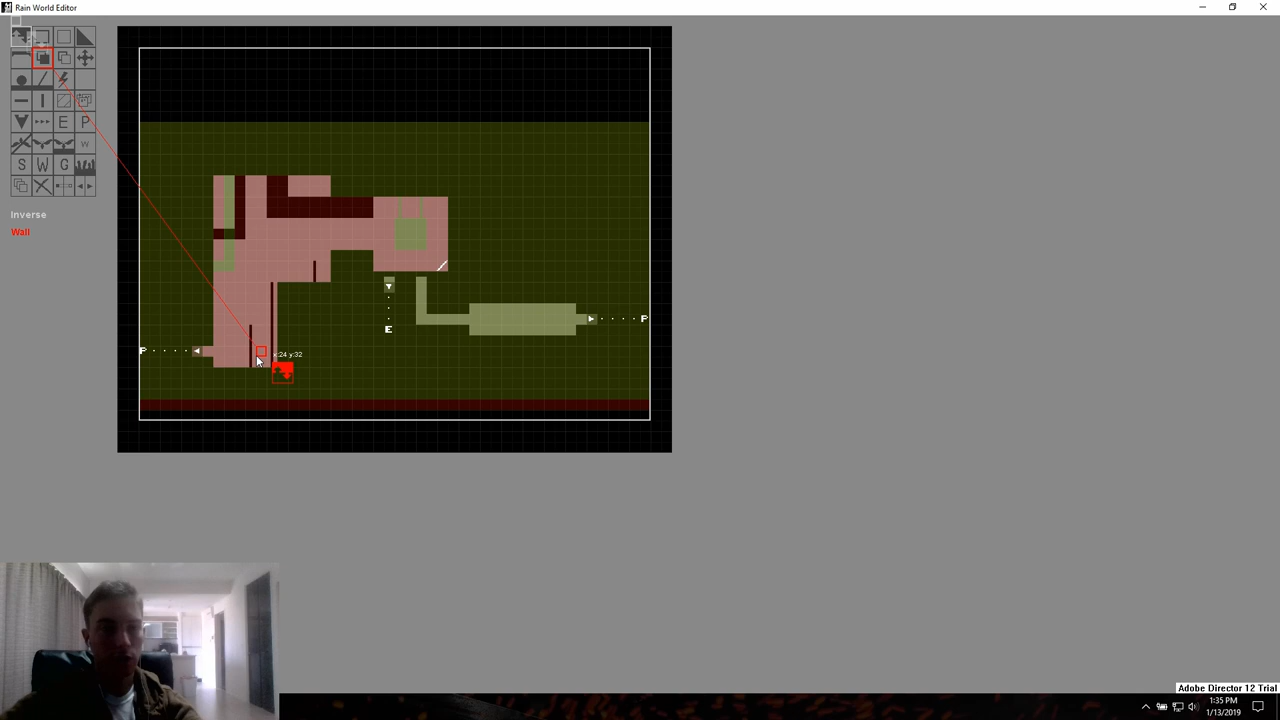 Rain World Editor
E P
w
S W G
Inverse
Wall
E
P
P
x:24 y:32
Adobe Director 12 Trial
1:35 PM
1/13/2019